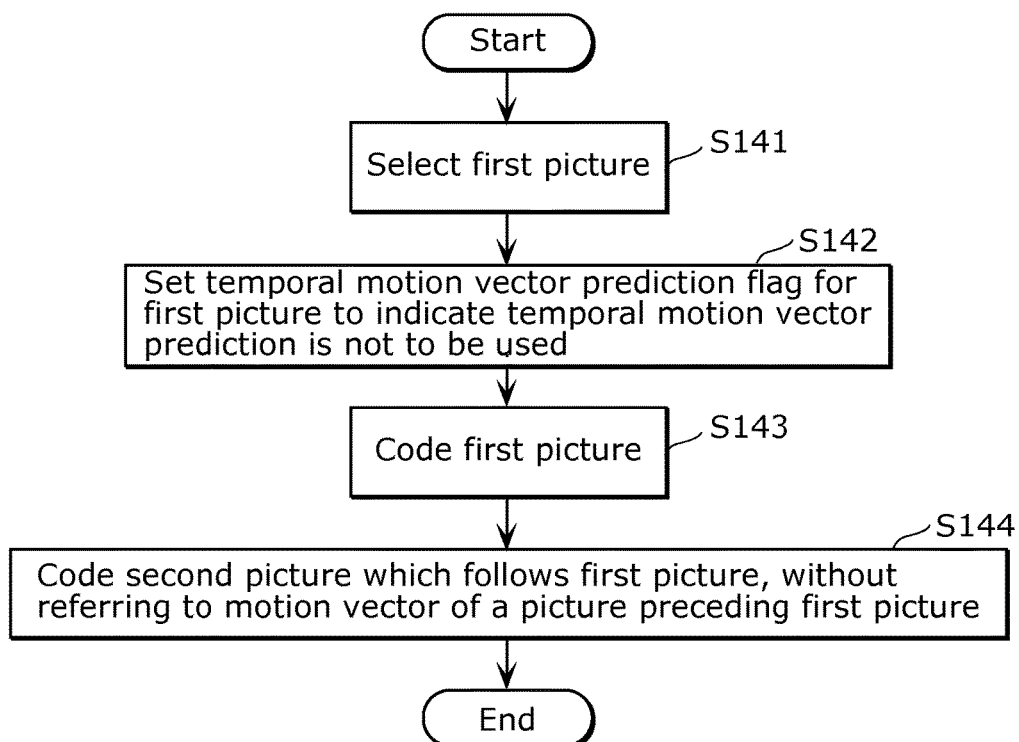 Start
Select first picture
S141
S142
Set temporal motion vector prediction flag for
first picture to indicate temporal motion vector
prediction is not to be used
Code first picture
S143
S144
Code second picture which follows first picture, without
referring to motion vector of a picture preceding first picture
End